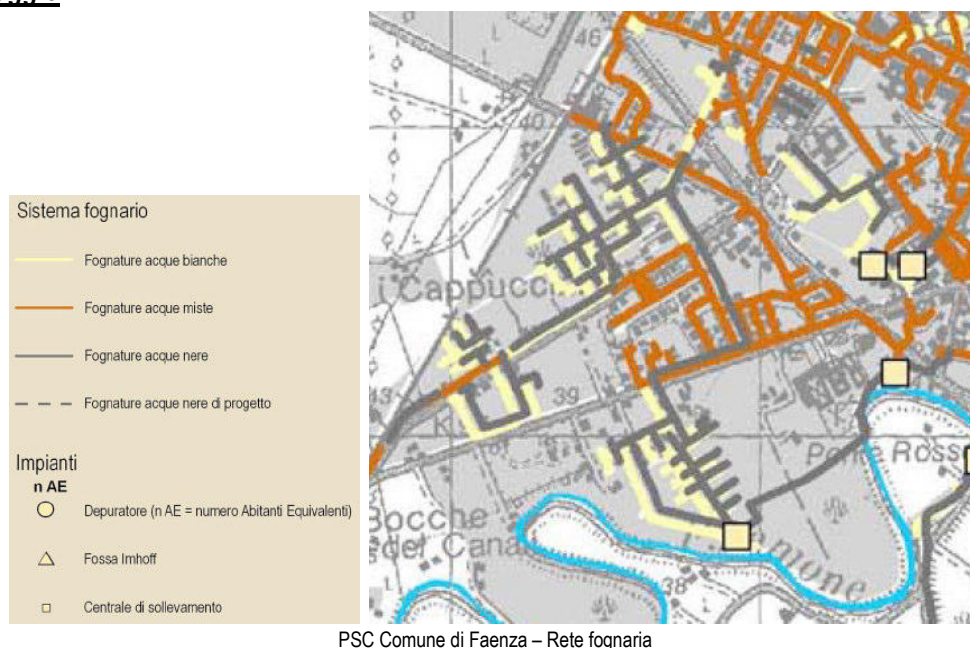 Sistema fognario
Fognature acque bianche
Fognature acque miste
Fognature acque nere
Fognature acque nere di progetto
Impianti
n AE
Depuratore (n AE = numero Abitanti Equivalenti)
Fossa Imhoff
Centrale di sollevamento
46
L
L
L
40
41
i Cappucci
39
Ponte Ross
Bocche
del Canal
38
L
PSC Comune di Faenza – Rete fognaria